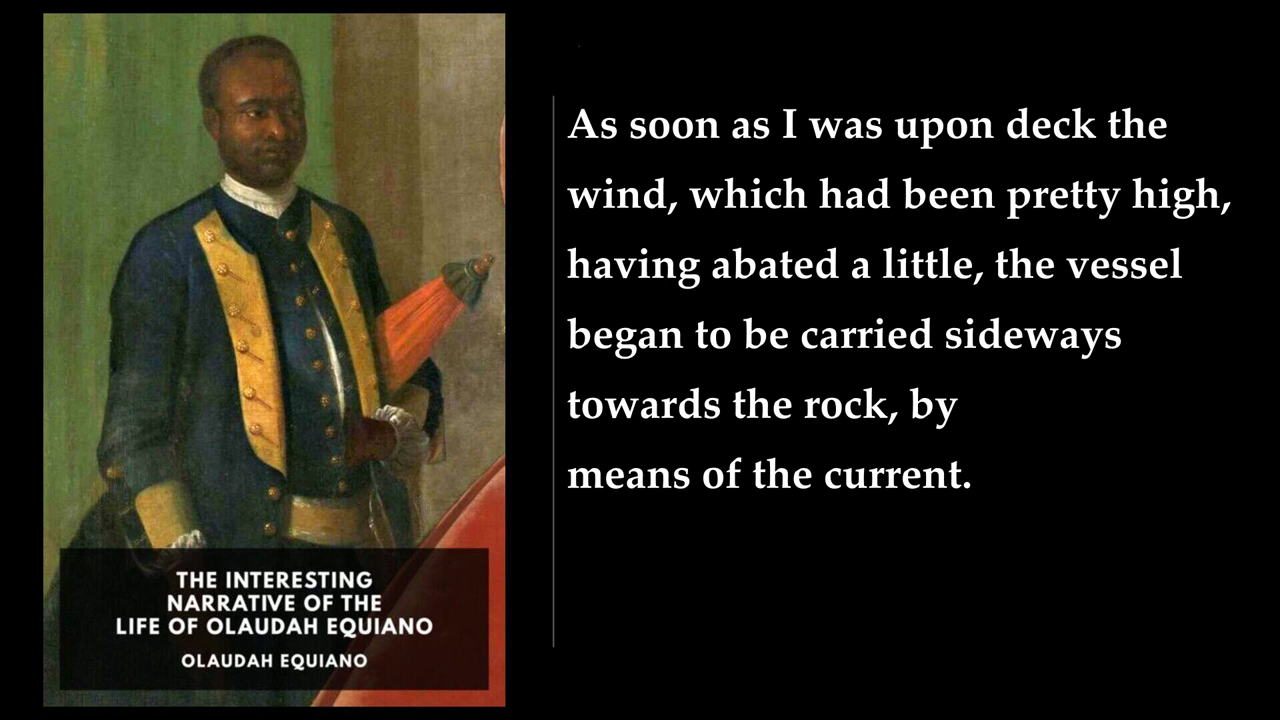 THE INTERESTING
NARRATIVE OF THE
LIFE OF OLAUDAH EQUIANO
OLAUDAH EQUIANO
As soon as I was upon deck the
wind, which had been pretty high,
having abated a little, the vessel
began to be carried sideways
towards the rock, by
means of the current.